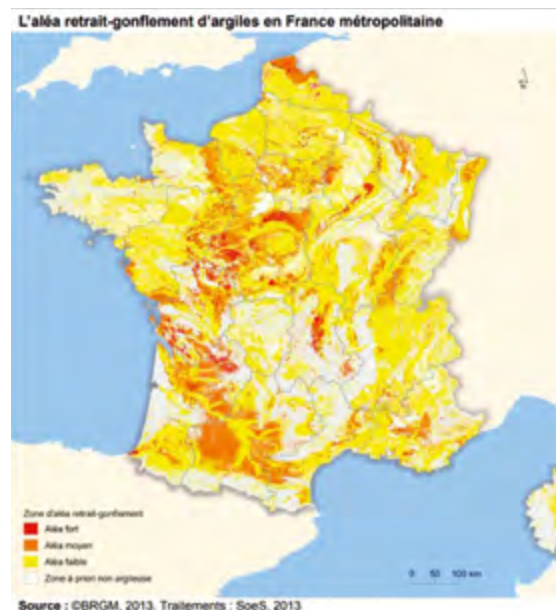 L'aléa retrait-gonflement d'argiles en France métropolitaine
Zone d'aléa retrait-gonflement
Aléa fort
Aléa moyen
Aléa faible
Zone à priori non argileuse
0 50 100 km
Source : ©BRGM, 2013. Traitements : SoeS, 2013